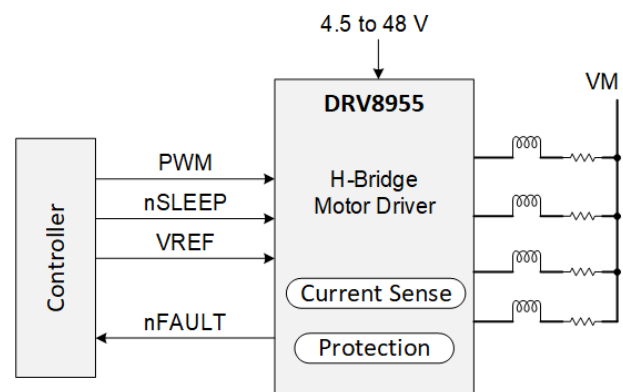 4.5 to 48 V
DRV8955
VM
PWM
H-Bridge
Motor Driver
nSLEEP
VREF
Controller
Current Sense
nFAULT
Protection